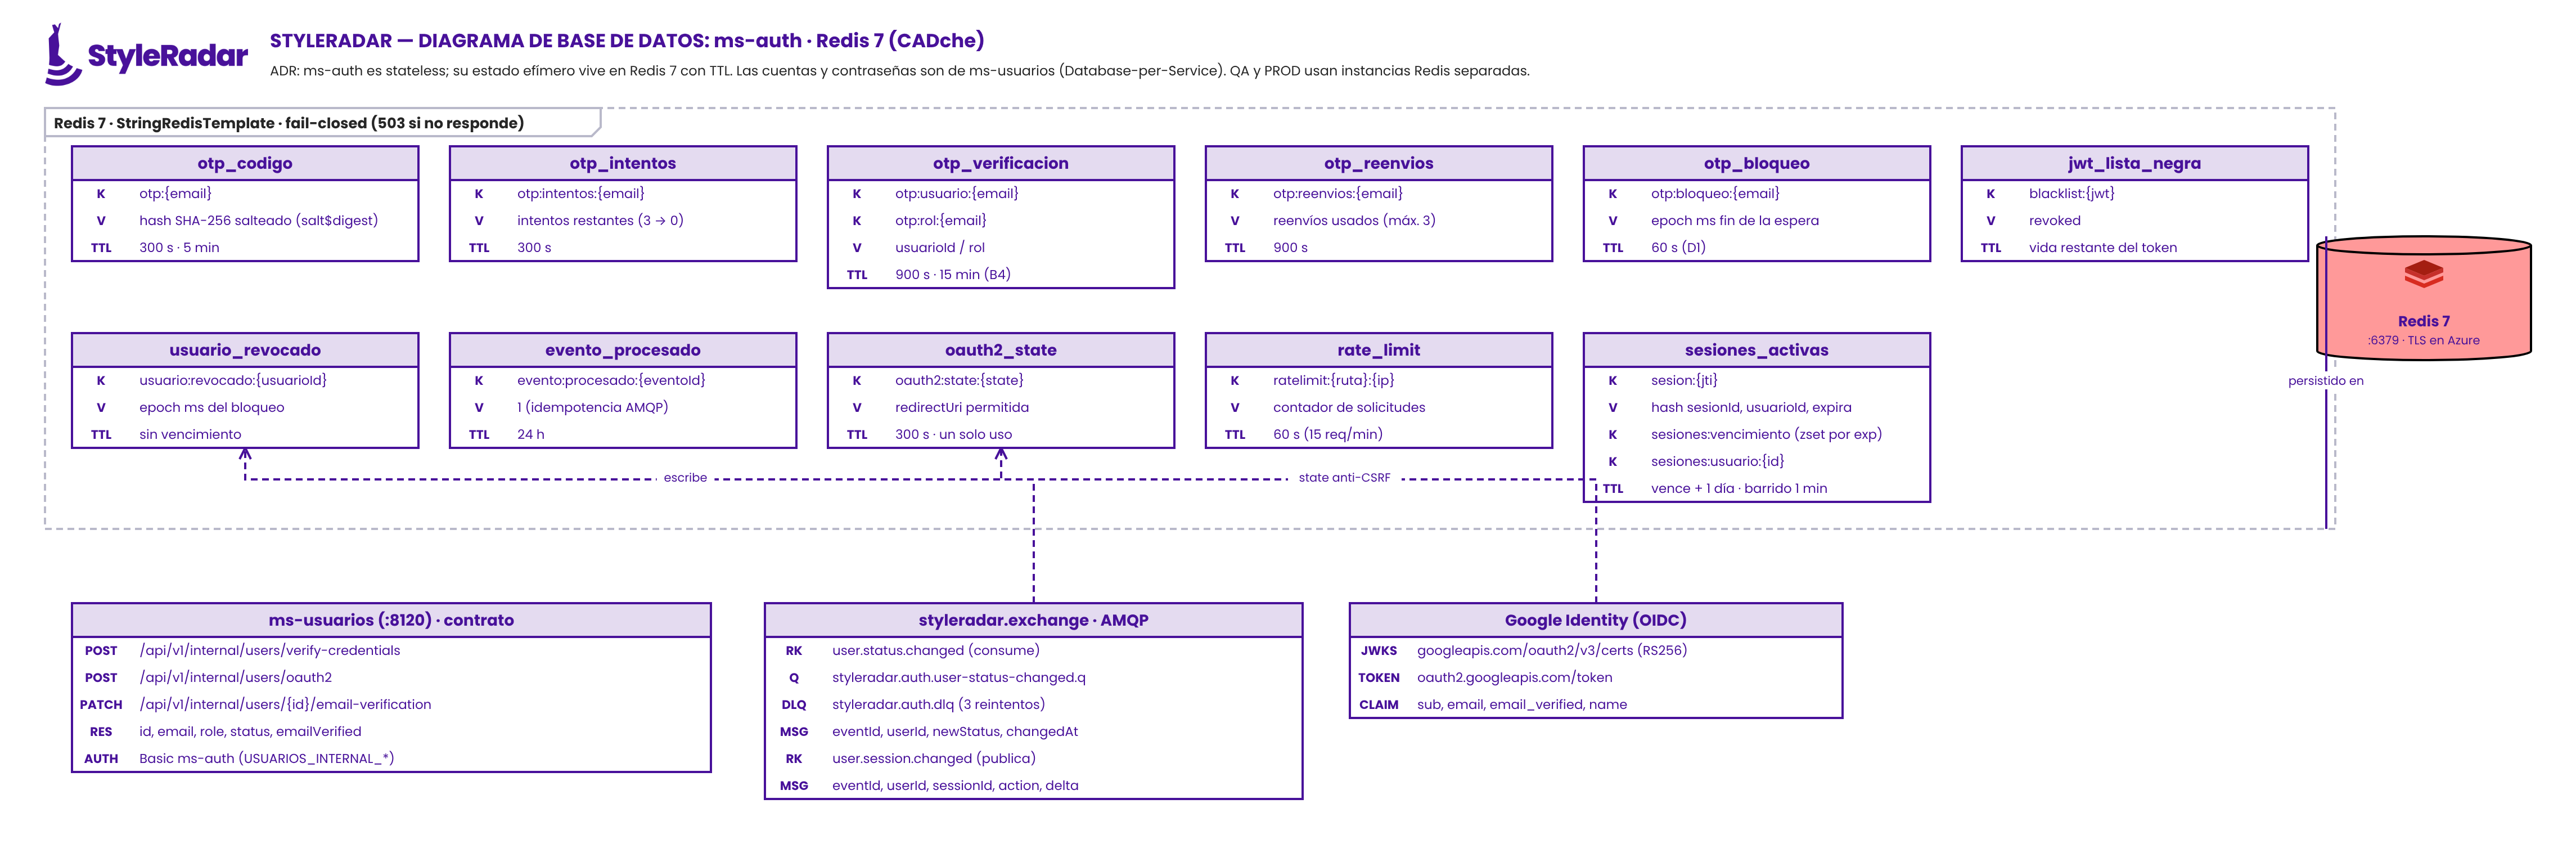 StyleRadar
STYLERADAR — DIAGRAMA DE BASE DE DATOS: ms-auth · Redis 7 (CADche)
ADR: ms-auth es stateless; su estado efímero vive en Redis 7 con TTL. Las cuentas y contraseñas son de ms-usuarios (Database-per-Service). QA y PROD usan instancias Redis separadas.
Redis 7 · StringRedisTemplate · fail-closed (503 si no responde)
otp_codigo
K otp:{email}
V hash SHA-256 salteado (salt$digest)
TTL 300 s · 5 min
otp_intentos
K otp:intentos:{email}
V intentos restantes (3 → 0)
TTL 300 s
otp_verificacion
K otp:usuario:{email}
K otp:rol:{email}
V usuarioId / rol
TTL 900 s · 15 min (B4)
otp_reenvios
K otp:reenvios:{email}
V reenvíos usados (máx. 3)
TTL 900 s
otp_bloqueo
K otp:bloqueo:{email}
V epoch ms fin de la espera
TTL 60 s (D1)
jwt_lista_negra
K blacklist:{jwt}
V revoked
TTL vida restante del token
Redis 7
:6379 · TLS en Azure
persistido en
usuario_revocado
K usuario:revocado:{usuarioId}
V epoch ms del bloqueo
TTL sin vencimiento
evento_procesado
K evento:procesado:{eventoId}
V 1 (idempotencia AMQP)
TTL 24 h
oauth2_state
K oauth2:state:{state}
V redirectUri permitida
TTL 300 s · un solo uso
rate_limit
K ratelimit:{ruta}:{ip}
V contador de solicitudes
TTL 60 s (15 req/min)
sesiones_activas
K sesion:{jti}
V hash sesionId, usuarioId, expira
K sesiones:vencimiento (zset por exp)
K sesiones:usuario:{id}
TTL vence + 1 día · barrido 1 min
escribe
state anti-CSRF
ms-usuarios (:8120) · contrato
POST /api/v1/internal/users/verify-credentials
POST /api/v1/internal/users/oauth2
PATCH /api/v1/internal/users/{id}/email-verification
RES id, email, role, status, emailVerified
AUTH Basic ms-auth (USUARIOS_INTERNAL_*)
styleradar.exchange · AMQP
RK user.status.changed (consume)
Q styleradar.auth.user-status-changed.q
DLQ styleradar.auth.dlq (3 reintentos)
MSG eventId, userId, newStatus, changedAt
RK user.session.changed (publica)
MSG eventId, userId, sessionId, action, delta
Google Identity (OIDC)
JWKS googleapis.com/oauth2/v3/certs (RS256)
TOKEN oauth2.googleapis.com/token
CLAIM sub, email, email_verified, name